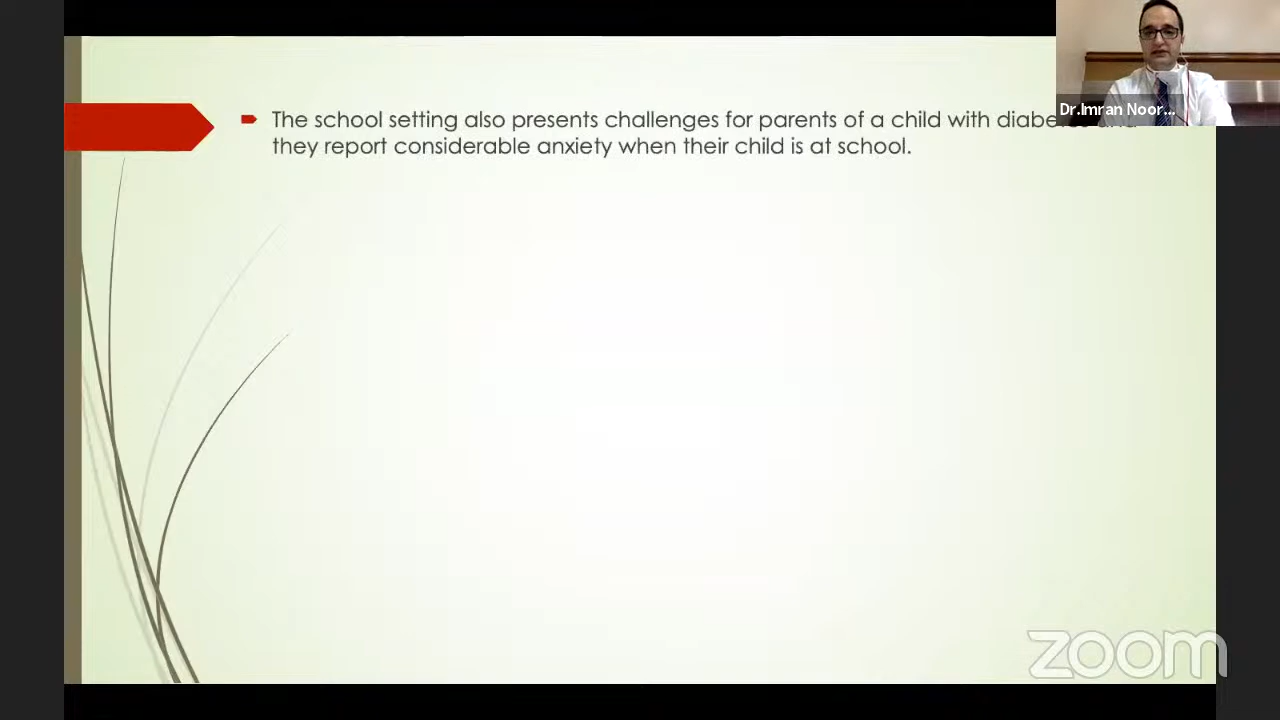 The school setting also presents challenges for parents of a child with
they report considerable anxiety when their child is at school.
Dr.Imran Noor...
zoom